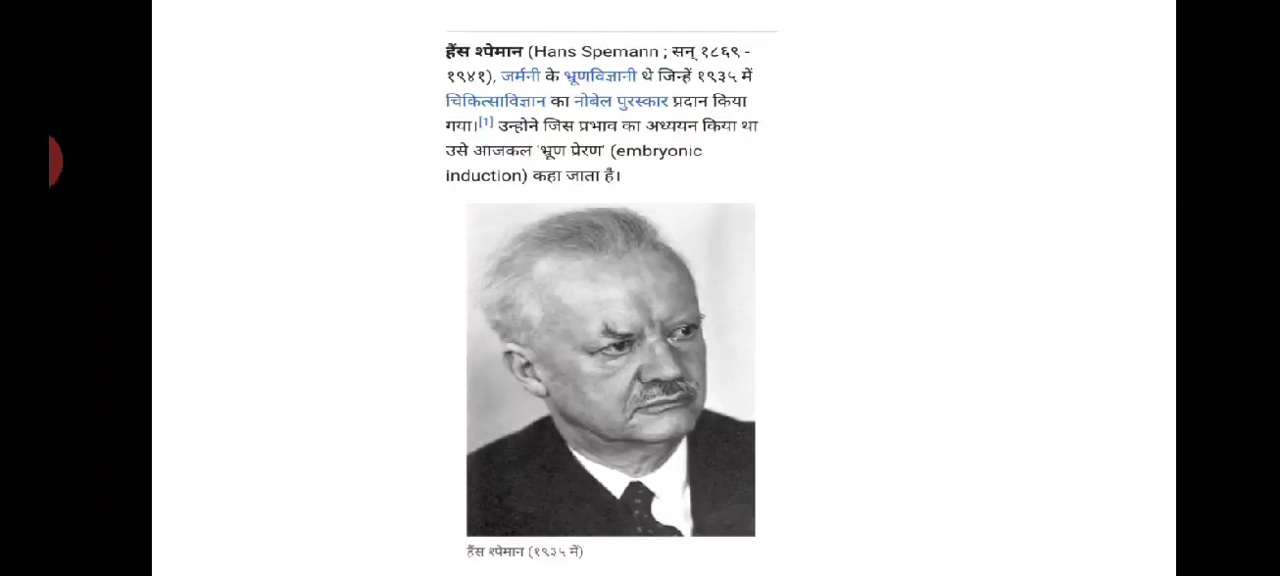 हैंस श्पेमान (Hans Spemann ; सन् १८६९ -
१९४१), जर्मनी के भ्रूणविज्ञानी थे जिन्हें १९३५ में
चिकित्साविज्ञान का नोबेल पुरस्कार प्रदान किया
गया।[1] उन्होने जिस प्रभाव का अध्ययन किया था
उसे आजकल 'भ्रूण प्रेरण' (embryonic
induction) कहा जाता है।
हैंस श्पेमान (१९३५ में)